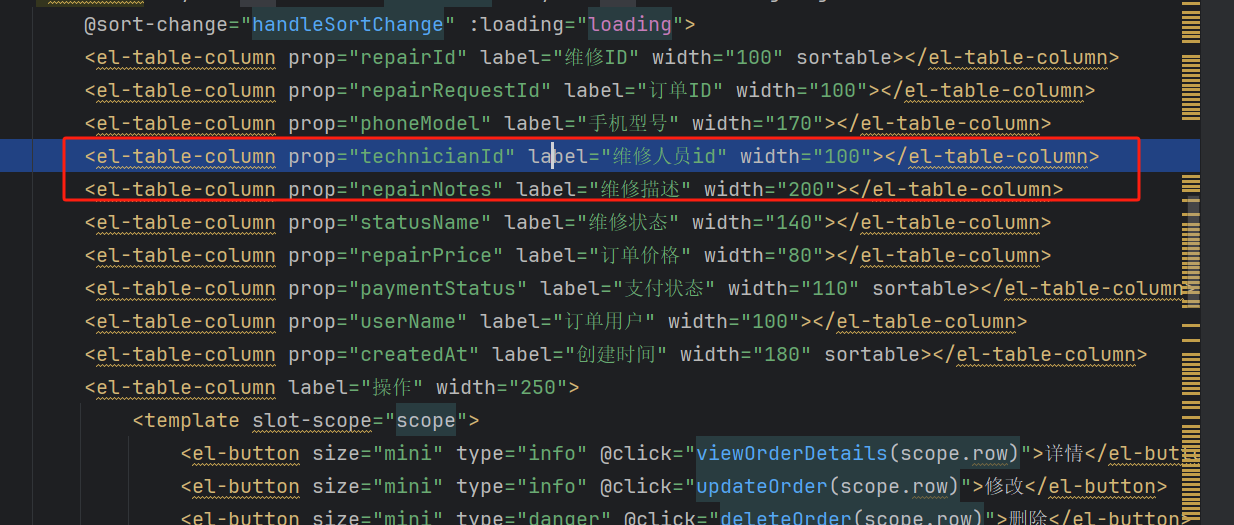 @sort-change="handleSortChange" :loading="loading">
<el-table-column prop="repairId" label="维修ID" width="100" sortable></el-table-column>
<el-table-column prop="repairRequestId" label="订单ID" width="100"></el-table-column>
<el-table-column prop="phoneModel" label="手机型号" width="170"></el-table-column>
<el-table-column prop="technicianId" label="维修人员id" width="100"></el-table-column>
<el-table-column prop="repairNotes" label="维修描述" width="200"></el-table-column>
<el-table-column prop="statusName" label="维修状态" width="140"></el-table-column>
<el-table-column prop="repairPrice" label="订单价格" width="80"></el-table-column>
<el-table-column prop="paymentStatus" label="支付状态" width="110" sortable></el-table-column>
<el-table-column prop="userName" label="订单用户" width="100"></el-table-column>
<el-table-column prop="createdAt" label="创建时间" width="180" sortable></el-table-column>
<el-table-column label="操作" width="250">
<template slot-scope="scope">
<el-button size="mini" type="info" @click="viewOrderDetails(scope.row)">详情</el-butt
<el-button size="mini" type="info" @click="updateOrder(scope.row)">修改</el-button>
<el-button size="mini" type="danger" @click="deleteOrder(scope.row)">删除</el-button>